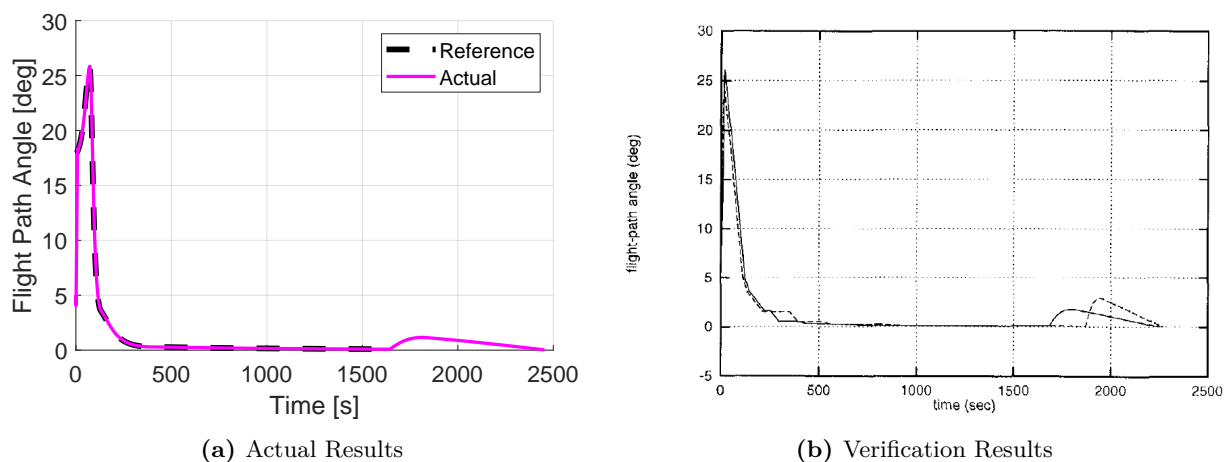 30
25
20
15
10
5
0
Flight Path Angle [deg]
0 500 1000 1500 2000 2500
Time [s]
Reference
Actual
(a) Actual Results
30
25
20
15
10
5
0
-5
flight-path angle (deg)
0 500 1000 1500 2000 2500
time (sec)
(b) Verification Results